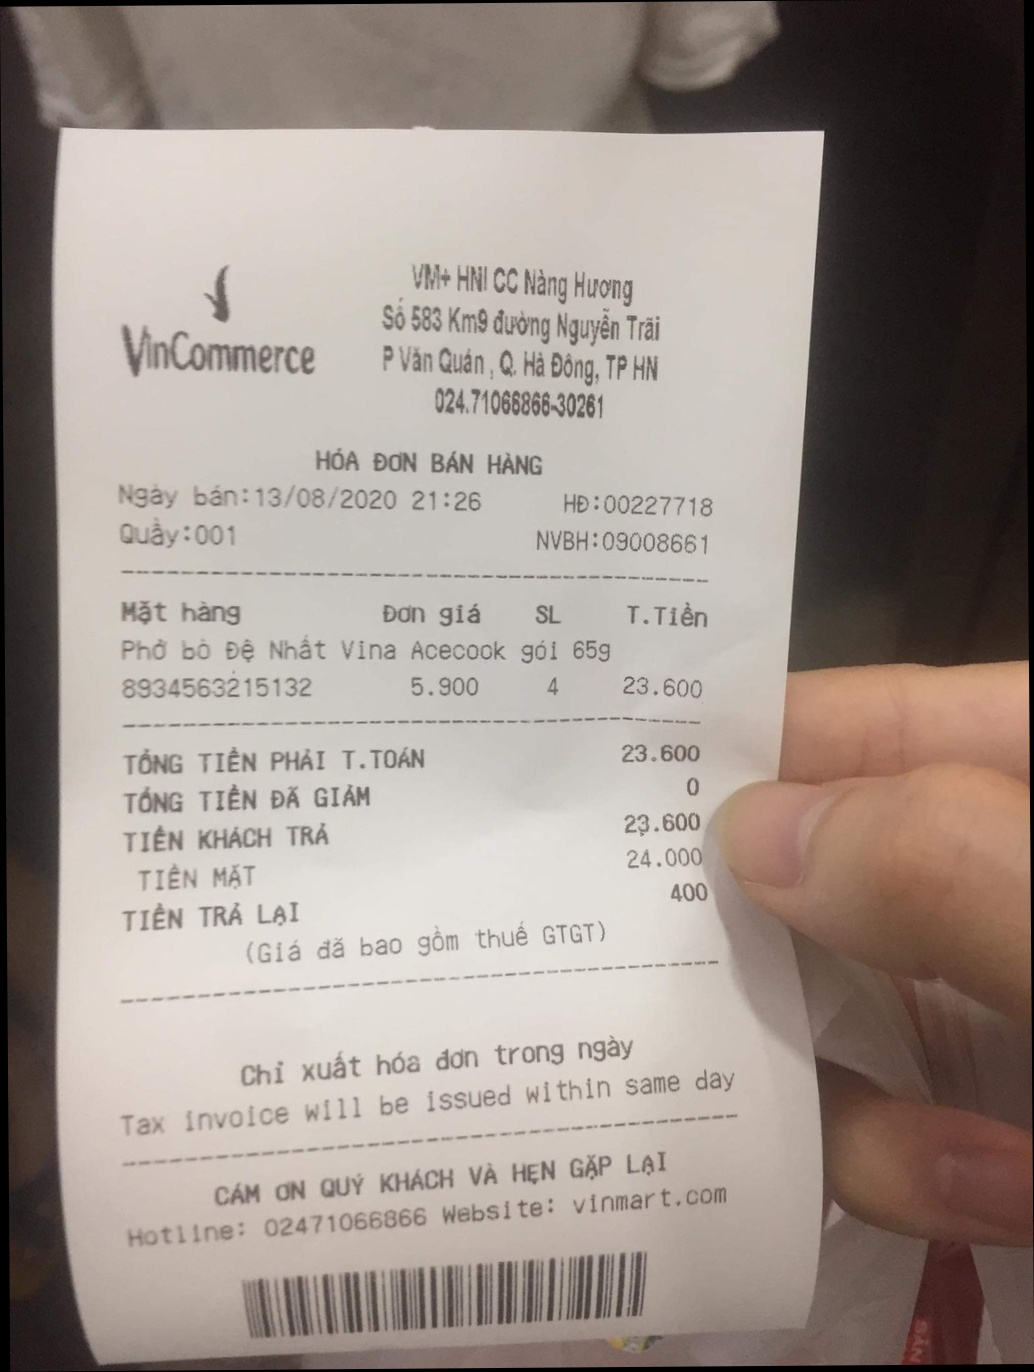 VinCommerce
VM+ HNI CC Nàng Hương
Số 583 Km9 đường Nguyễn Trãi
P Văn Quán , Q. Hà Đông, TP HN
024.71066866-30261
HÓA ĐƠN BÁN HÀNG
Ngày bán:13/08/2020 21:26 HĐ:00227718
Quầy:001 NVBH:09008661
Mặt hàng Đơn giá SL T.Tiền
Phở bò Đệ Nhất Vina Acecook gói 65g
8934563215132 5.900 4 23.600
TỔNG TIỀN PHẢI T.TOÁN 23.600
TỔNG TIỀN ĐÃ GIẢM 0
TIỀN KHÁCH TRẢ 23.600
TIỀN MẶT 24.000
TIỀN TRẢ LẠI 400
(Giá đã bao gồm thuế GTGT)
Chỉ xuất hóa đơn trong ngày
Tax invoice will be issued within same day
CẢM ƠN QUÝ KHÁCH VÀ HẸN GẶP LẠI
Hotline: 02471066866 Website: vinmart.com